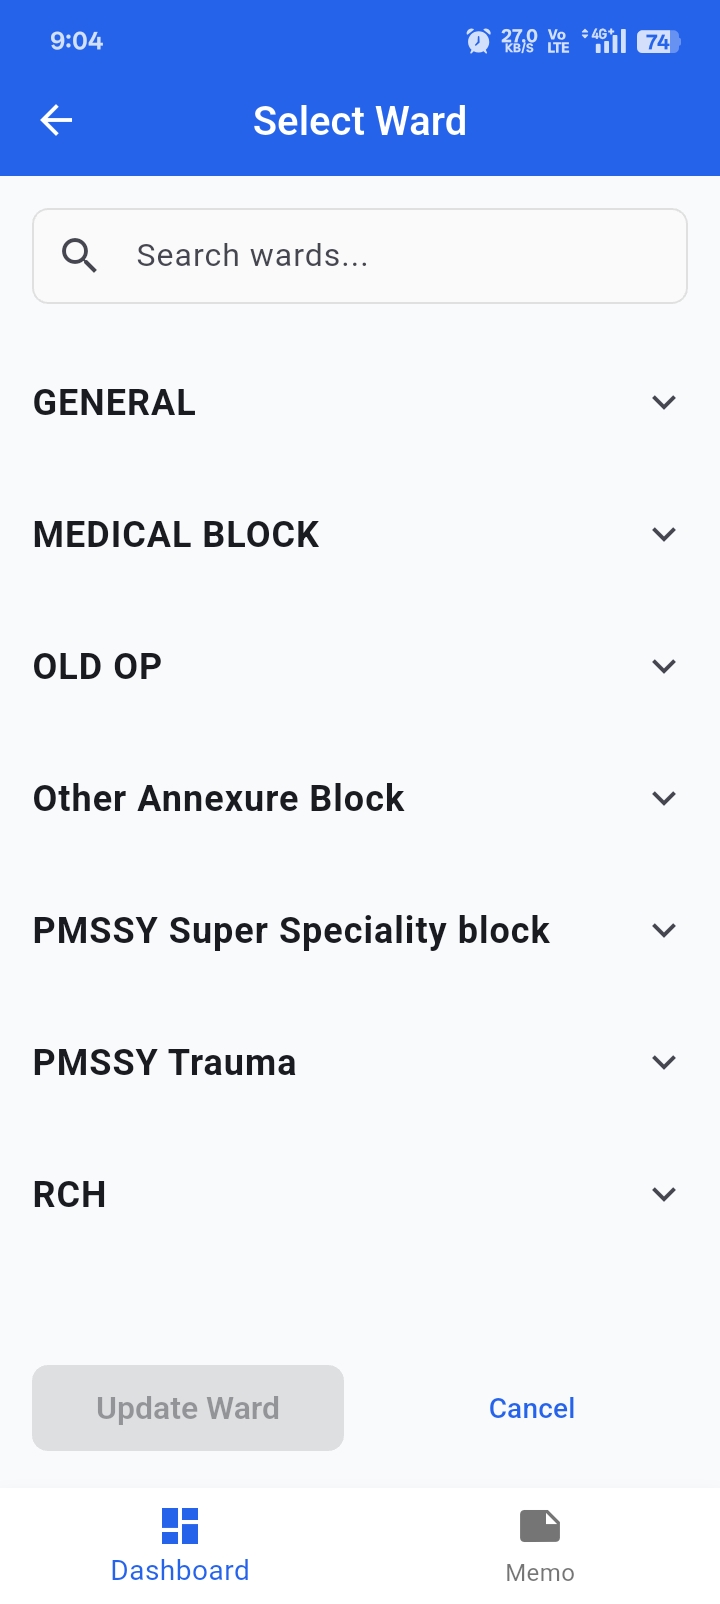 9:04
27.0 KB/S Vo LTE 4G+ 74
Select Ward
Search wards...
GENERAL
MEDICAL BLOCK
OLD OP
Other Annexure Block
PMSSY Super Speciality block
PMSSY Trauma
RCH
Update Ward
Cancel
Dashboard
Memo